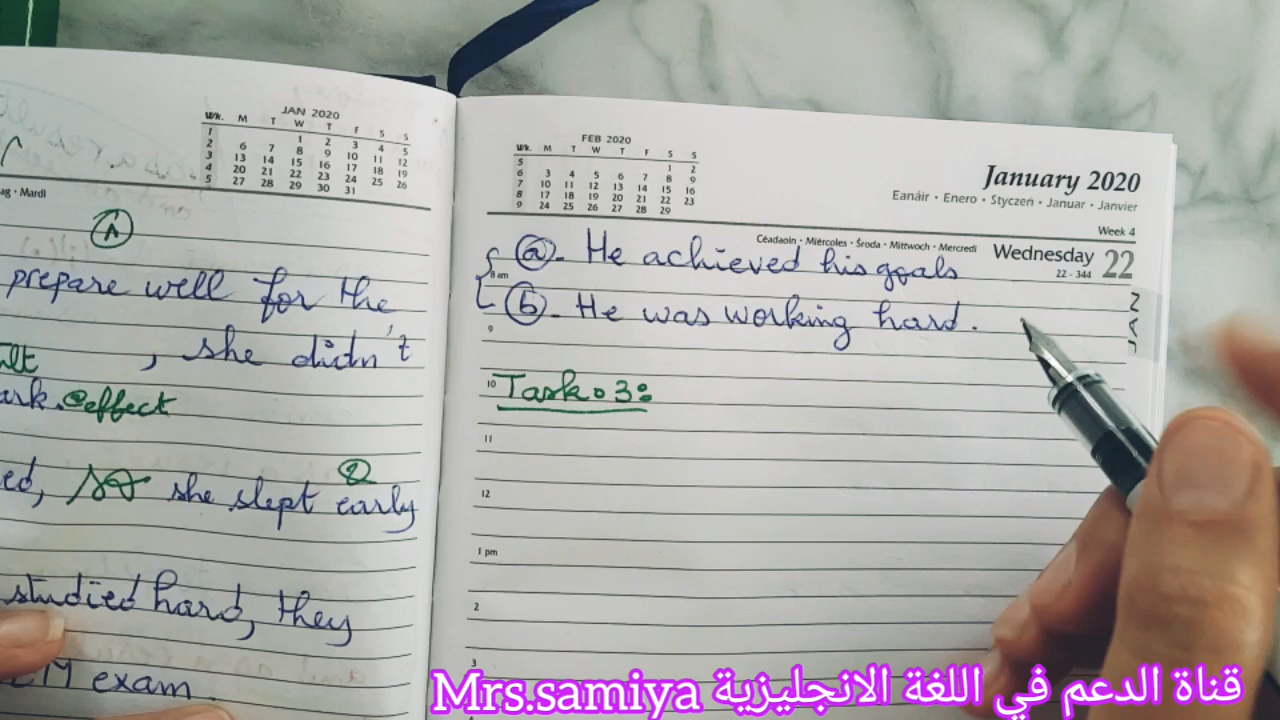 JAN 2020
Wk. M T W T F S S
1 1 2 3 4 5
2 6 7 8 9 10 11 12
3 13 14 15 16 17 18 19
4 20 21 22 23 24 25 26
5 27 28 29 30 31
ag • Mardi
A
prepare well for the
, she didn't
ark. effect
ed, so she slept early
2
studied hard, they
exam.
FEB 2020
Wk. M T W T F S S
5 1 2
6 3 4 5 6 7 8 9
7 10 11 12 13 14 15 16
8 17 18 19 20 21 22 23
9 24 25 26 27 28 29
January 2020
Eanáir • Enero • Styczeń • Januar • Janvier
Week 4
Céadaoin • Miércoles • Środa • Mittwoch • Mercredi
Wednesday 22
22 - 344
a - He achieved his goals
8 am
b - He was working hard.
9
10 Task 03:
11
12
1 pm
2
3
قناة الدعم في اللغة الانجليزية Mrs.samiya